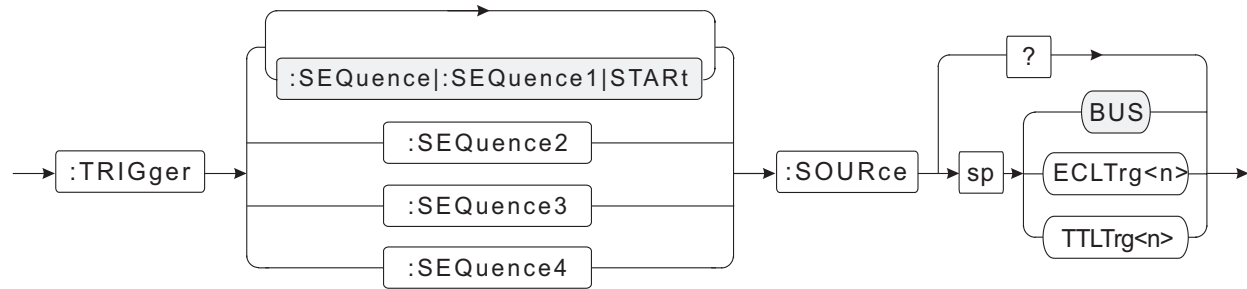 :SEQuence|:SEQuence1|STARt
:SEQuence2
:SEQuence3
:SEQuence4
:TRIGger
:SOURce
?
sp
BUS
ECLTrg<n>
TTLTrg<n>